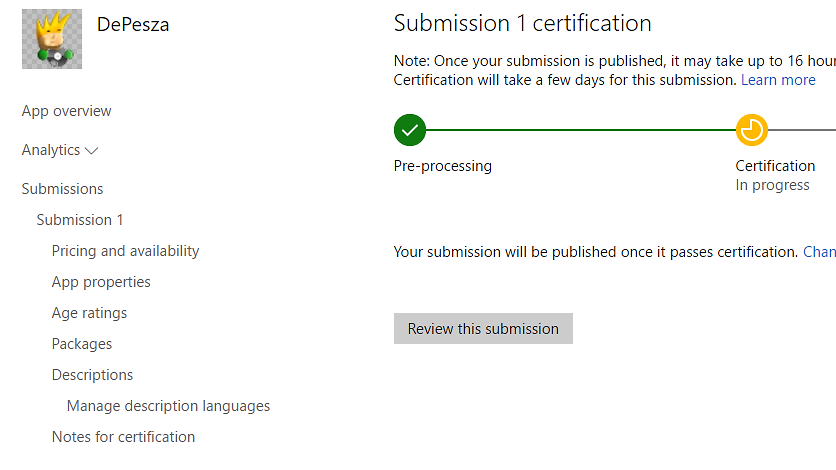 DePesza
App overview
Analytics
Submissions
Submission 1
Pricing and availability
App properties
Age ratings
Packages
Descriptions
Manage description languages
Notes for certification
Submission 1 certification
Note: Once your submission is published, it may take up to 16
Certification will take a few days for this submission. Learn more
Pre-processing
Certification
In progress
Your submission will be published once it passes certification.
Review this submission